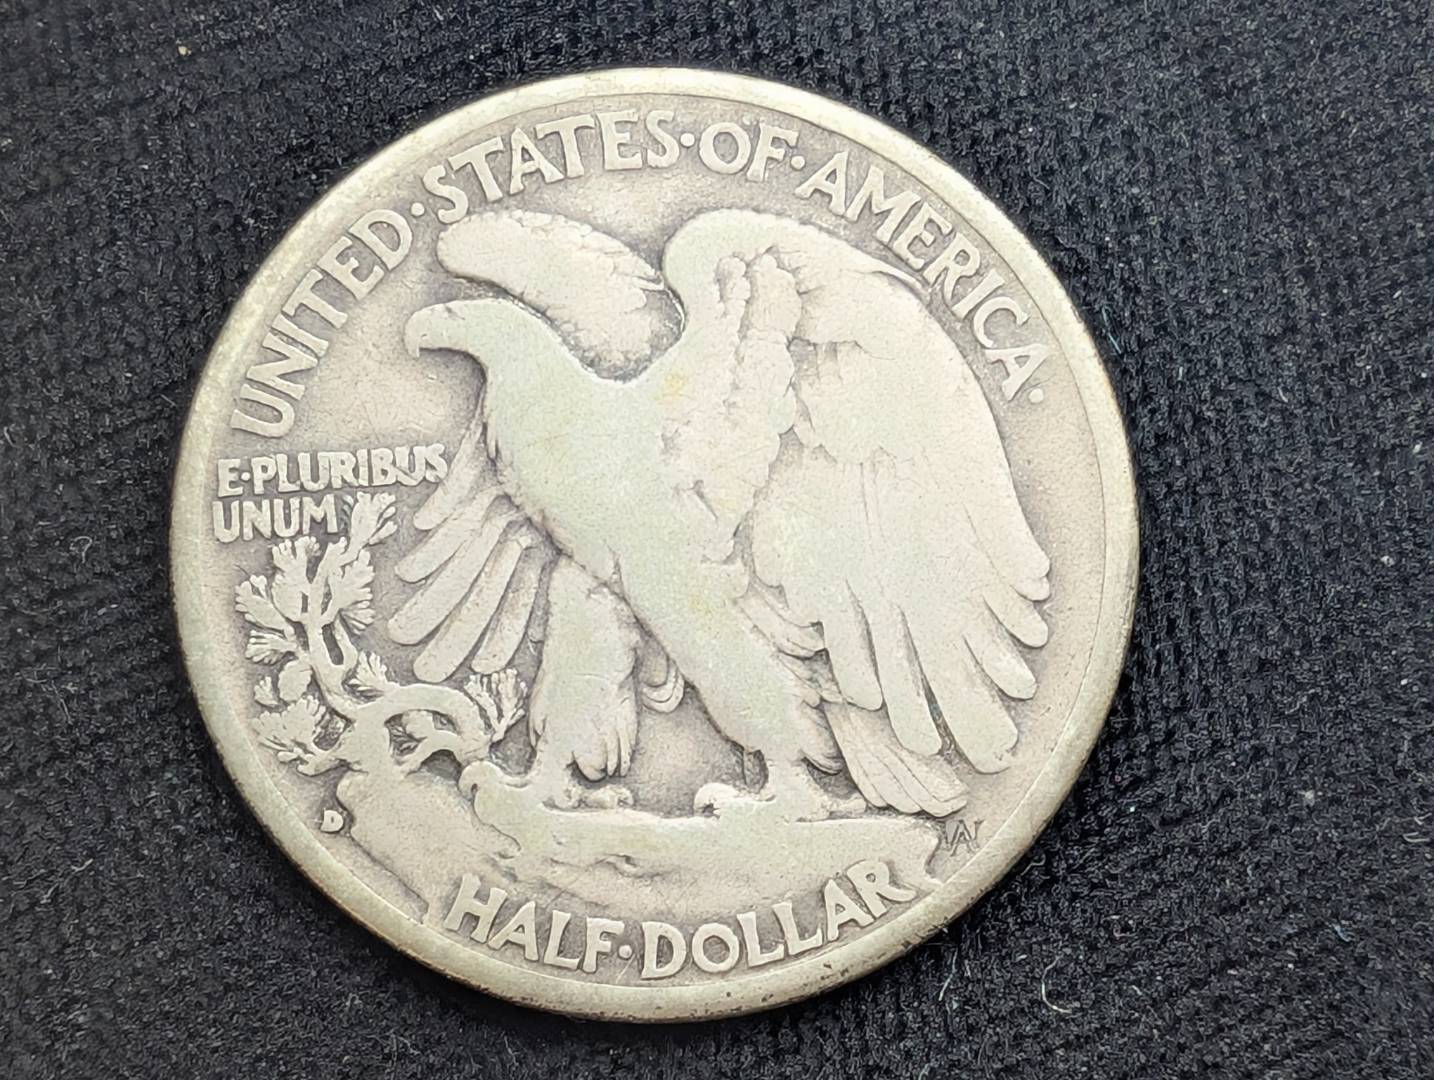 UNITED·STATES·OF·AMERICA·
E·PLURIBUS
UNUM
D
AW
HALF·DOLLAR